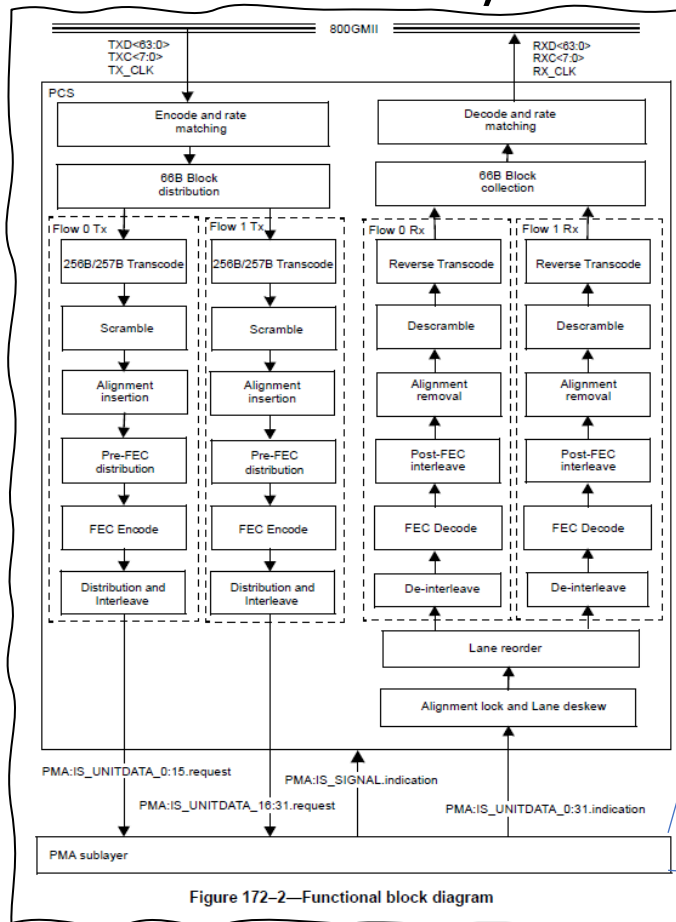 800GMII
TXD<63:0>
TXC<7:0>
TX_CLK
RXD<63:0>
RXC<7:0>
RX_CLK
PCS
Encode and rate
matching
66B Block
distribution
Flow 0 Tx
256B/257B Transcode
Scramble
Alignment
insertion
Pre-FEC
distribution
FEC Encode
Distribution and
Interleave
Flow 1 Tx
256B/257B Transcode
Scramble
Alignment
insertion
Pre-FEC
distribution
FEC Encode
Distribution and
Interleave
Decode and rate
matching
66B Block
collection
Flow 0 Rx
Reverse Transcode
Descramble
Alignment
removal
Post-FEC
interleave
FEC Decode
De-interleave
Flow 1 Rx
Reverse Transcode
Descramble
Alignment
removal
Post-FEC
interleave
FEC Decode
De-interleave
Lane reorder
Alignment lock and Lane deskew
PMA:IS_UNITDATA_0:15.request
PMA:IS_SIGNAL.indication
PMA:IS_UNITDATA_16:31.request
PMA:IS_UNITDATA_0:31.indication
PMA sublayer
Figure 172–2—Functional block diagram